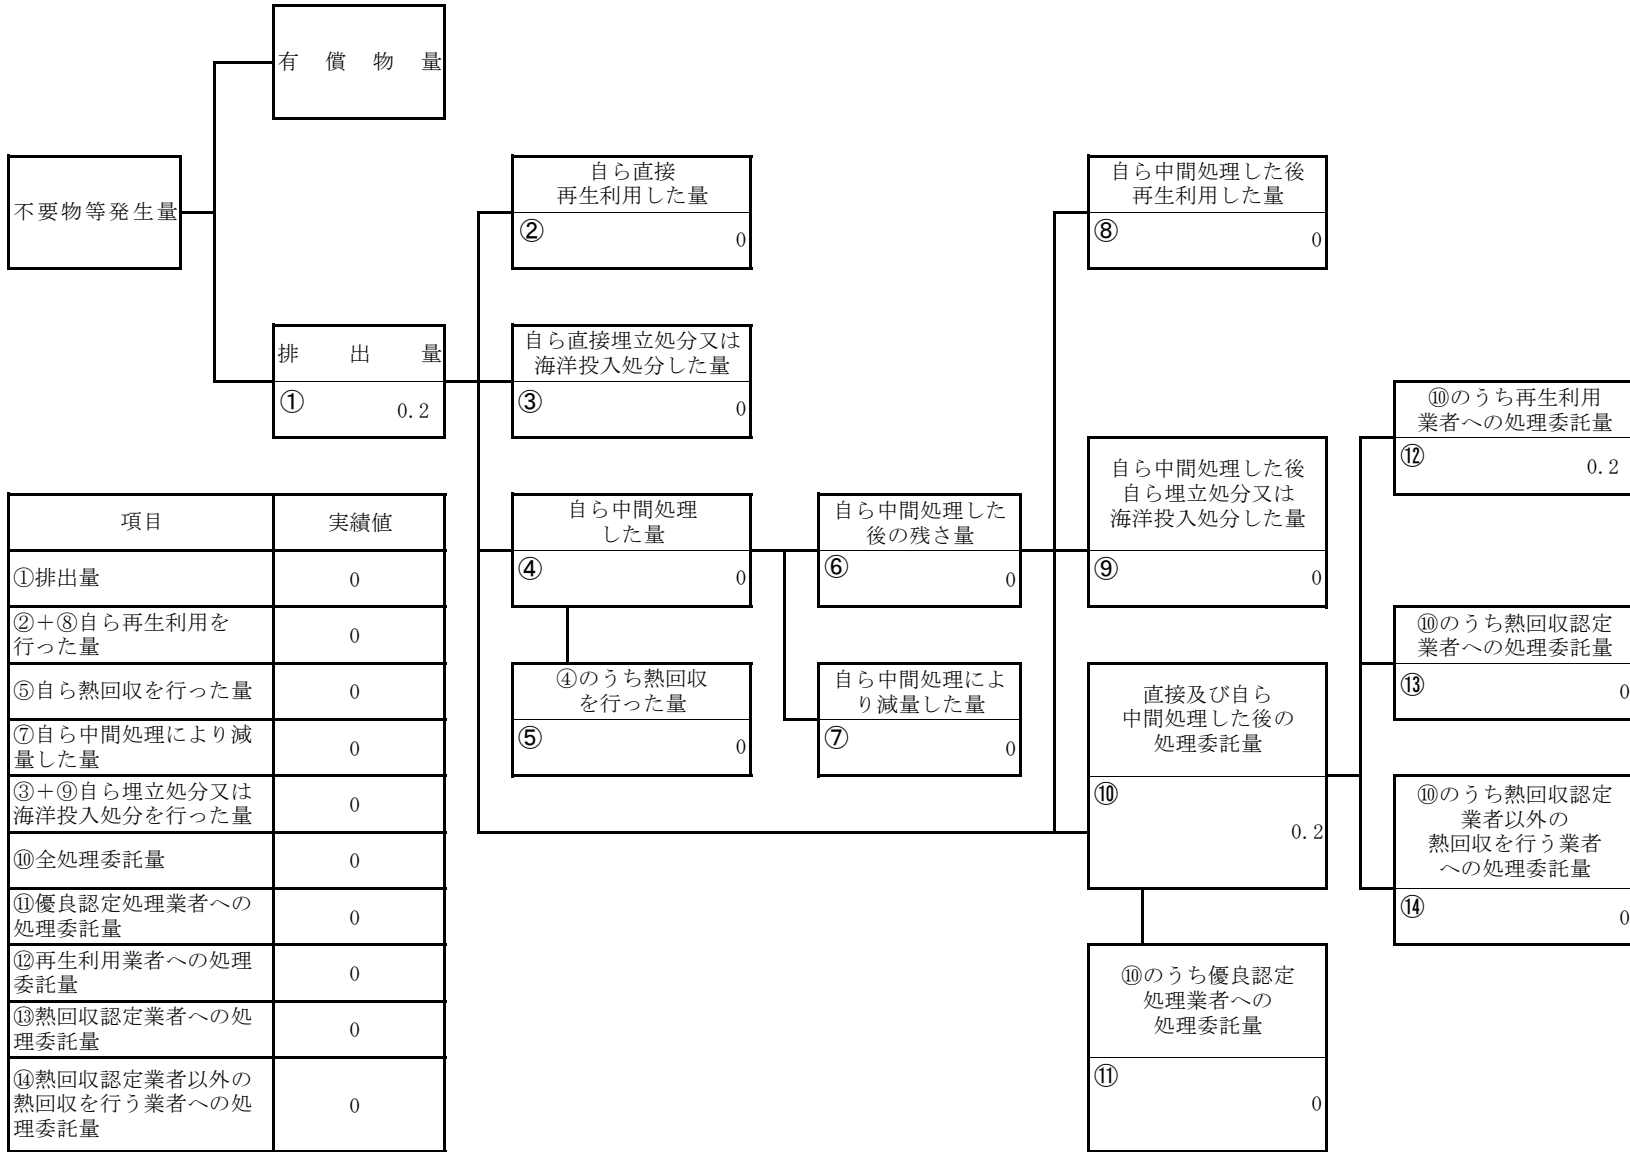 有償物量
不要物等発生量
排出量
①
0.2
自ら直接
再生利用した量
②
0
自ら直接埋立処分又は
海洋投入処分した量
③
0
自ら中間処理
した量
④
0
④のうち熱回収
を行った量
⑤
0
自ら中間処理した
後の残さ量
⑥
0
自ら中間処理によ
り減量した量
⑦
0
自ら中間処理した後
再生利用した量
⑧
0
自ら中間処理した後
自ら埋立処分又は
海洋投入処分した量
⑨
0
直接及び自ら
中間処理した後の
処理委託量
⑩
0.2
⑩のうち優良認定
処理業者への
処理委託量
⑪
0
⑩のうち再生利用
業者への処理委託量
⑫
0.2
⑩のうち熱回収認定
業者への処理委託量
⑬
0
⑩のうち熱回収認定
業者以外の
熱回収を行う業者
への処理委託量
⑭
0
項目 実績値
①排出量 0
②+⑧自ら再生利用を
行った量
0
⑤自ら熱回収を行った量 0
⑦自ら中間処理により減
量した量
0
③+⑨自ら埋立処分又は
海洋投入処分を行った量
0
⑩全処理委託量 0
⑪優良認定処理業者への
処理委託量
0
⑫再生利用業者への処理
委託量
0
⑬熱回収認定業者への処
理委託量
0
⑭熱回収認定業者以外の
熱回収を行う業者への処
理委託量
0